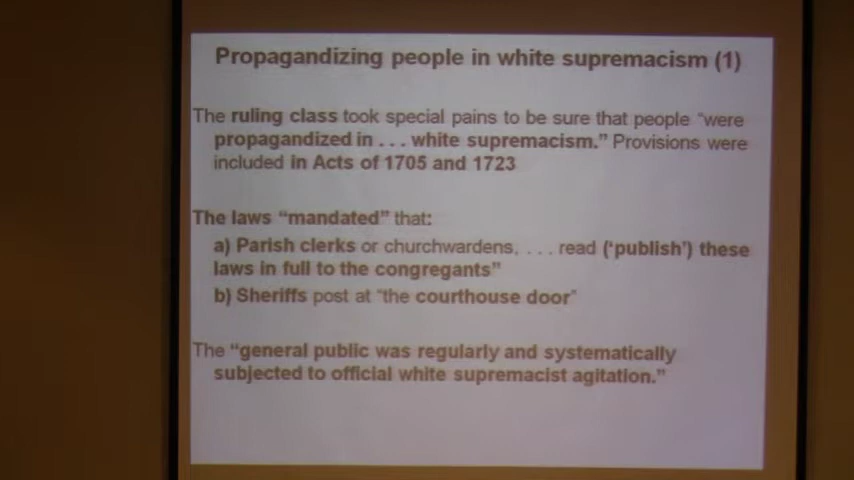 Propagandizing people in white supremacism (1)
The ruling class took special pains to be sure that people "were
propagandized in . . . white supremacism." Provisions were
included in Acts of 1705 and 1723
The laws "mandated" that:
a) Parish clerks or churchwardens, . . . read ('publish') these
laws in full to the congregants"
b) Sheriffs post at "the courthouse door"
The "general public was regularly and systematically
subjected to official white supremacist agitation."